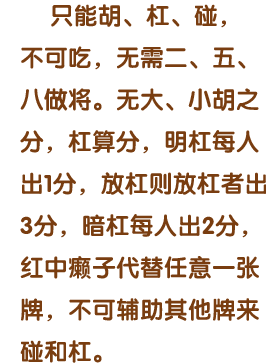 只能胡、杠、碰，
不可吃，无需二、五、
八做将。无大、小胡之
分，杠算分，明杠每人
出1分，放杠则放杠者出
3分，暗杠每人出2分，
红中癞子代替任意一张
牌，不可辅助其他牌来
碰和杠。